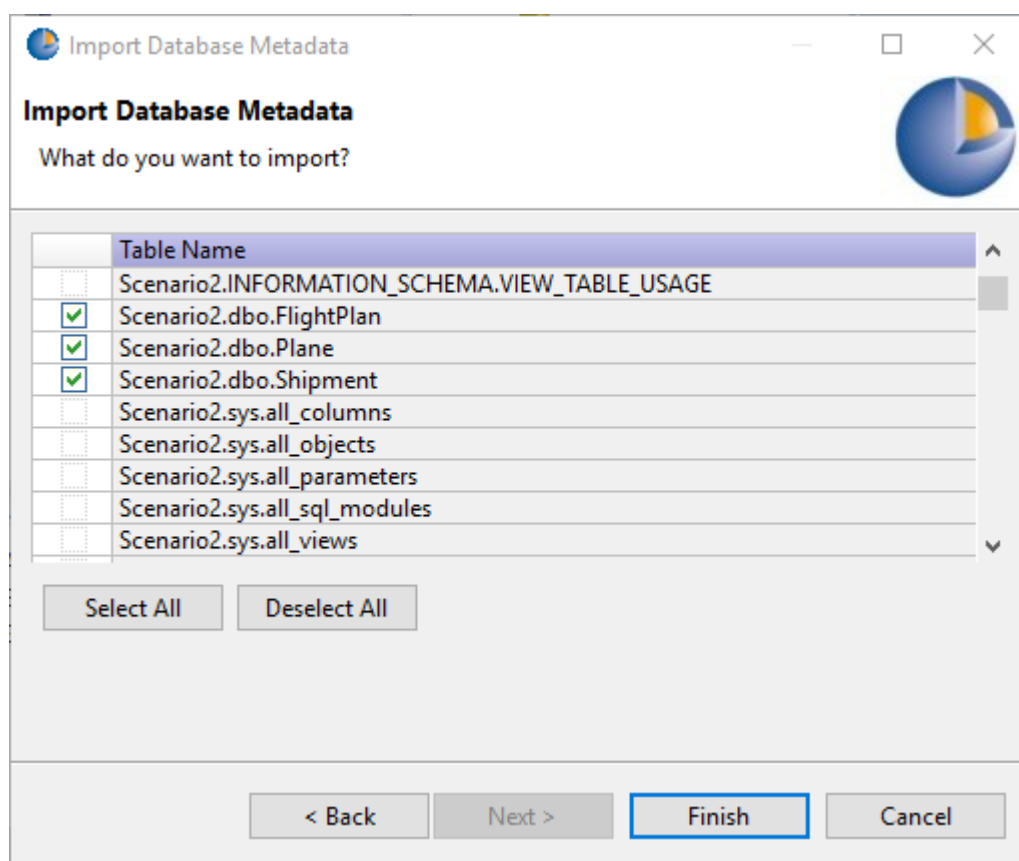 Import Database Metadata
Import Database Metadata
What do you want to import?
Table Name
Scenario2.INFORMATION_SCHEMA.VIEW_TABLE_USAGE
Scenario2.dbo.FlightPlan
Scenario2.dbo.Plane
Scenario2.dbo.Shipment
Scenario2.sys.all_columns
Scenario2.sys.all_objects
Scenario2.sys.all_parameters
Scenario2.sys.all_sql_modules
Scenario2.sys.all_views
Select All Deselect All
< Back Next > Finish Cancel